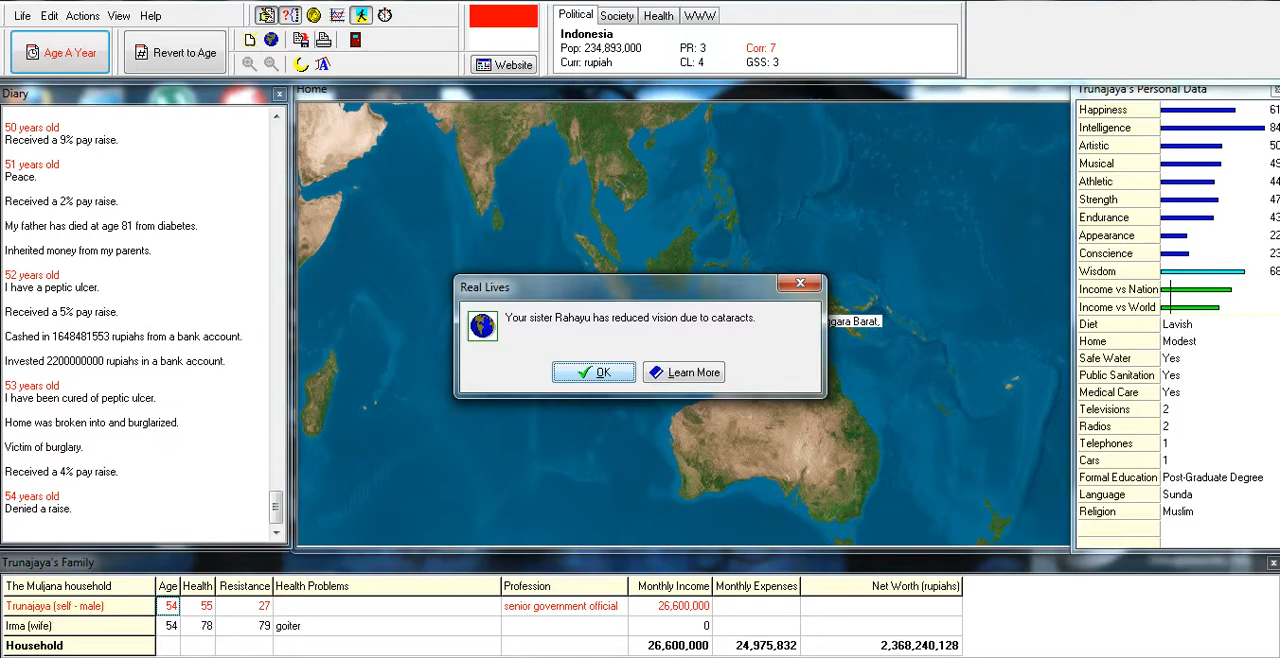 Life Edit Actions View Help
Age A Year
Revert to Age
Website
Political Society Health WWW
Indonesia
Pop: 234,893,000 PR: 3 Corr: 7
Curr: rupiah CL: 4 GSS: 3
Diary
50 years old
Received a 9% pay raise.
51 years old
Peace.
Received a 2% pay raise.
My father has died at age 81 from diabetes.
Inherited money from my parents.
52 years old
I have a peptic ulcer.
Received a 5% pay raise.
Cashed in 1648481553 rupiahs from a bank account.
Invested 2200000000 rupiahs in a bank account.
53 years old
I have been cured of peptic ulcer.
Home was broken into and burglarized.
Victim of burglary.
Received a 4% pay raise.
54 years old
Denied a raise.
Home
Real Lives
Your sister Rahayu has reduced vision due to cataracts.
OK Learn More
Barat,
Trunajaya's Personal Data
Happiness 61
Intelligence 84
Artistic 50
Musical 49
Athletic 44
Strength 47
Endurance 43
Appearance 22
Conscience 23
Wisdom 68
Income vs Nation
Income vs World
Diet Lavish
Home Modest
Safe Water Yes
Public Sanitation Yes
Medical Care Yes
Televisions 2
Radios 2
Telephones 1
Cars 1
Formal Education Post-Graduate Degree
Language Sunda
Religion Muslim
Trunajaya's Family
The Muljana household Age Health Resistance Health Problems Profession Monthly Income Monthly Expenses Net Worth (rupiahs)
Trunajaya (self - male) 54 55 27 senior government official 26,600,000
Irma (wife) 54 78 79 goiter 0
Household 26,600,000 24,975,832 2,368,240,128